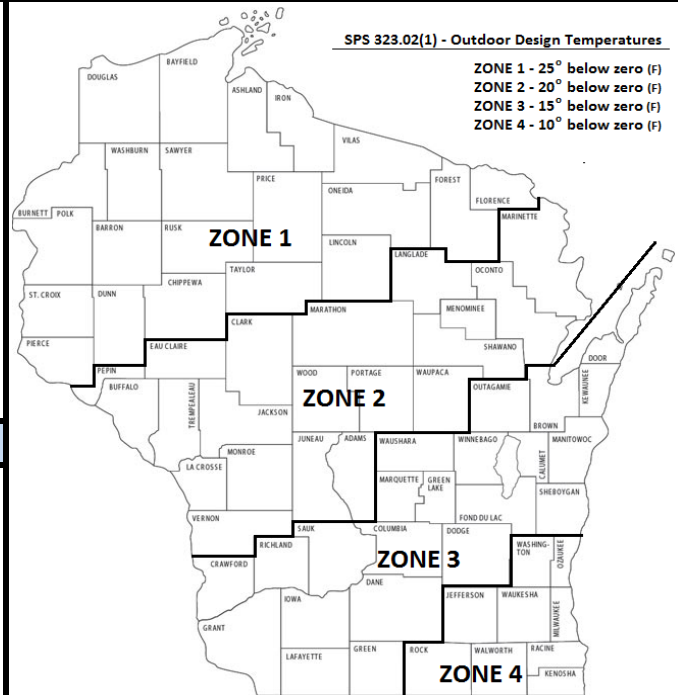 SPS 323.02(1) - Outdoor Design Temperatures
ZONE 1 - 25° below zero (F)
ZONE 2 - 20° below zero (F)
ZONE 3 - 15° below zero (F)
ZONE 4 - 10° below zero (F)
BAYFIELD
DOUGLAS
ASHLAND
IRON
VILAS
WASHBURN
SAWYER
PRICE
FOREST
ONEIDA
FLORENCE
BURNETT
POLK
MARINETTE
BARRON
RUSK
ZONE 1
LINCOLN
LANGLADE
TAYLOR
OCONTO
CHIPPEWA
ST. CROIX
DUNN
MARATHON
MENOMINEE
CLARK
PIERCE
EAU CLAIRE
SHAWANO
DOOR
PEPIN
WOOD
PORTAGE
WAUPACA
BUFFALO
TREMPEALEAU
ZONE 2
OUTAGAMIE
KEWAUNEE
JACKSON
BROWN
JUNEAU
ADAMS
WAUSHARA
WINNEBAGO
MANITOWOC
MONROE
CALUMET
LA CROSSE
MARQUETTE
GREEN
LAKE
SHEBOYGAN
VERNON
FOND DU LAC
SAUK
COLUMBIA
DODGE
RICHLAND
WASHING-
TON
OZAUKEE
CRAWFORD
ZONE 3
DANE
IOWA
JEFFERSON
WAUKESHA
MILWAUKEE
GRANT
LAFAYETTE
GREEN
ROCK
WALWORTH
RACINE
ZONE 4
KENOSHA